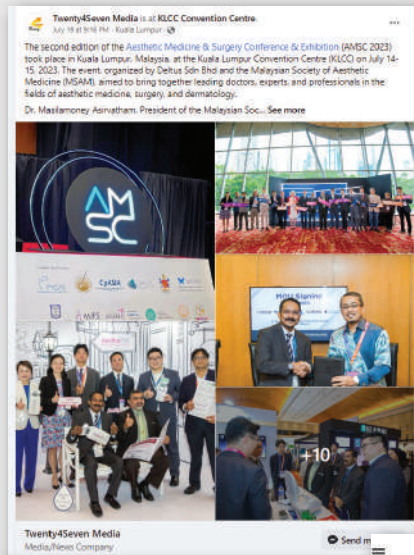 Twenty4Seven Media is at KLCC Convention Centre.
July 19 at 9:16 PM · Kuala Lumpur ·
The second edition of the Aesthetic Medicine & Surgery Conference & Exhibition (AMSC 2023)
took place in Kuala Lumpur, Malaysia, at the Kuala Lumpur Convention Centre (KLCC) on July 14-
15, 2023. The event, organized by Deltus Sdn Bhd and the Malaysian Society of Aesthetic
Medicine (MSAM), aimed to bring together leading doctors, experts, and professionals in the
fields of aesthetic medicine, surgery, and dermatology.
Dr. Masilamoney Asirvatham, President of the Malaysian Soc... See more
AMSC
MOU Signing
+10
Twenty4Seven Media
Media/News Company
Send m